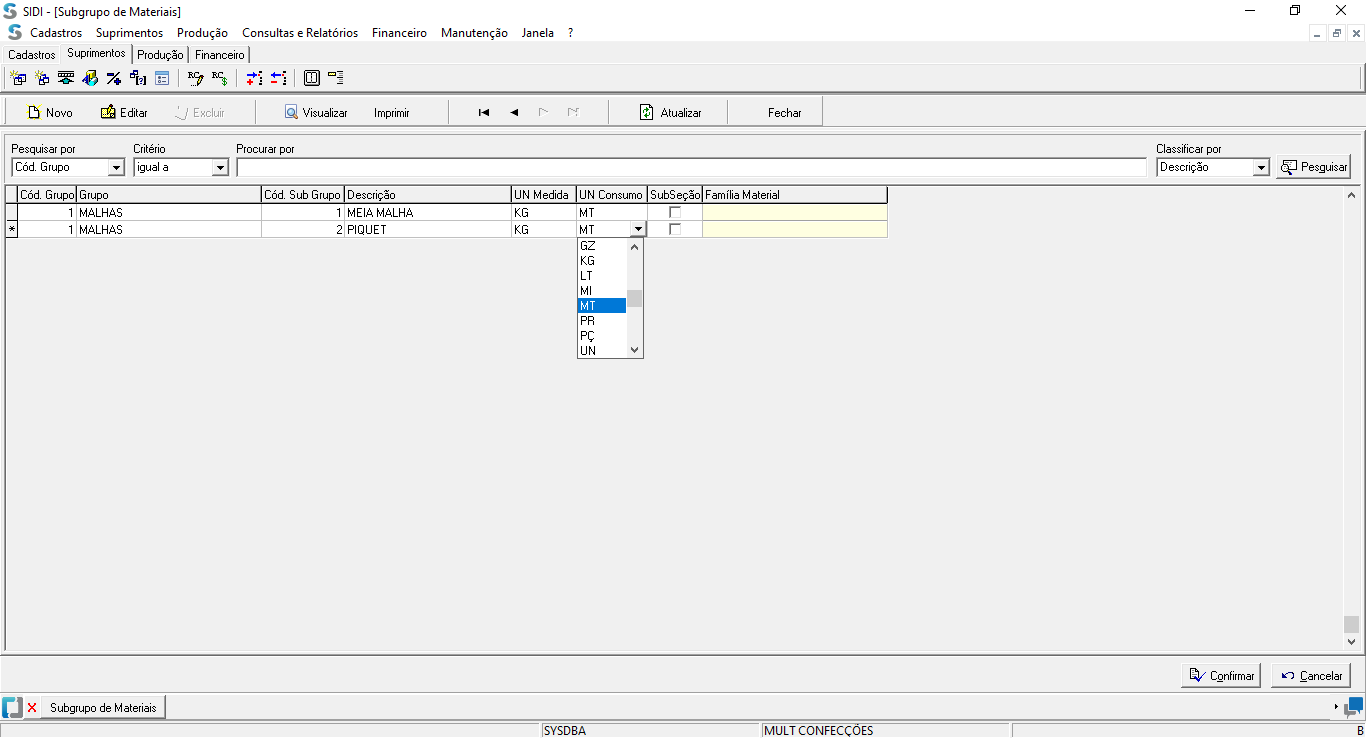 SIDI - [Subgrupo de Materiais]
Cadastros Suprimentos Produção Consultas e Relatórios Financeiro Manutenção Janela ?
Cadastros Suprimentos Produção Financeiro
Novo Editar Excluir Visualizar Imprimir Atualizar Fechar
Pesquisar por Critério Procurar por Classificar por
Cód. Grupo igual a Descrição Pesquisar
Cód. Grupo Grupo Cód. Sub Grupo Descrição UN Medida UN Consumo SubSeção Família Material
1 MALHAS 1 MEIA MALHA KG MT
* 1 MALHAS 2 PIQUET KG MT
GZ
KG
LT
MI
MT
PR
PÇ
UN
Confirmar Cancelar
Subgrupo de Materiais
SYSDBA MULT CONFECÇÕES B